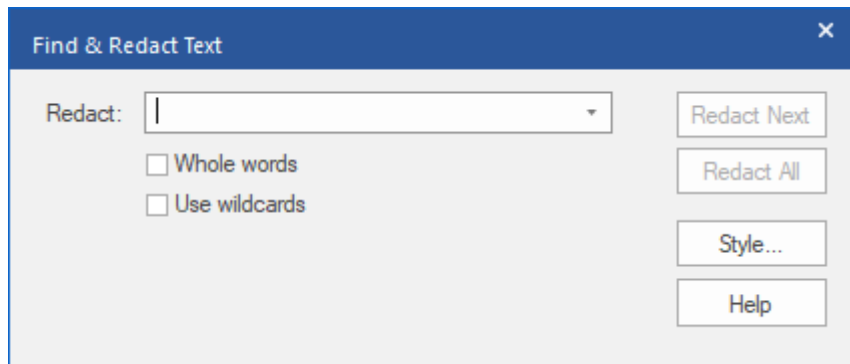 Find & Redact Text
Redact:
Redact Next
Whole words
Redact All
Use wildcards
Style...
Help